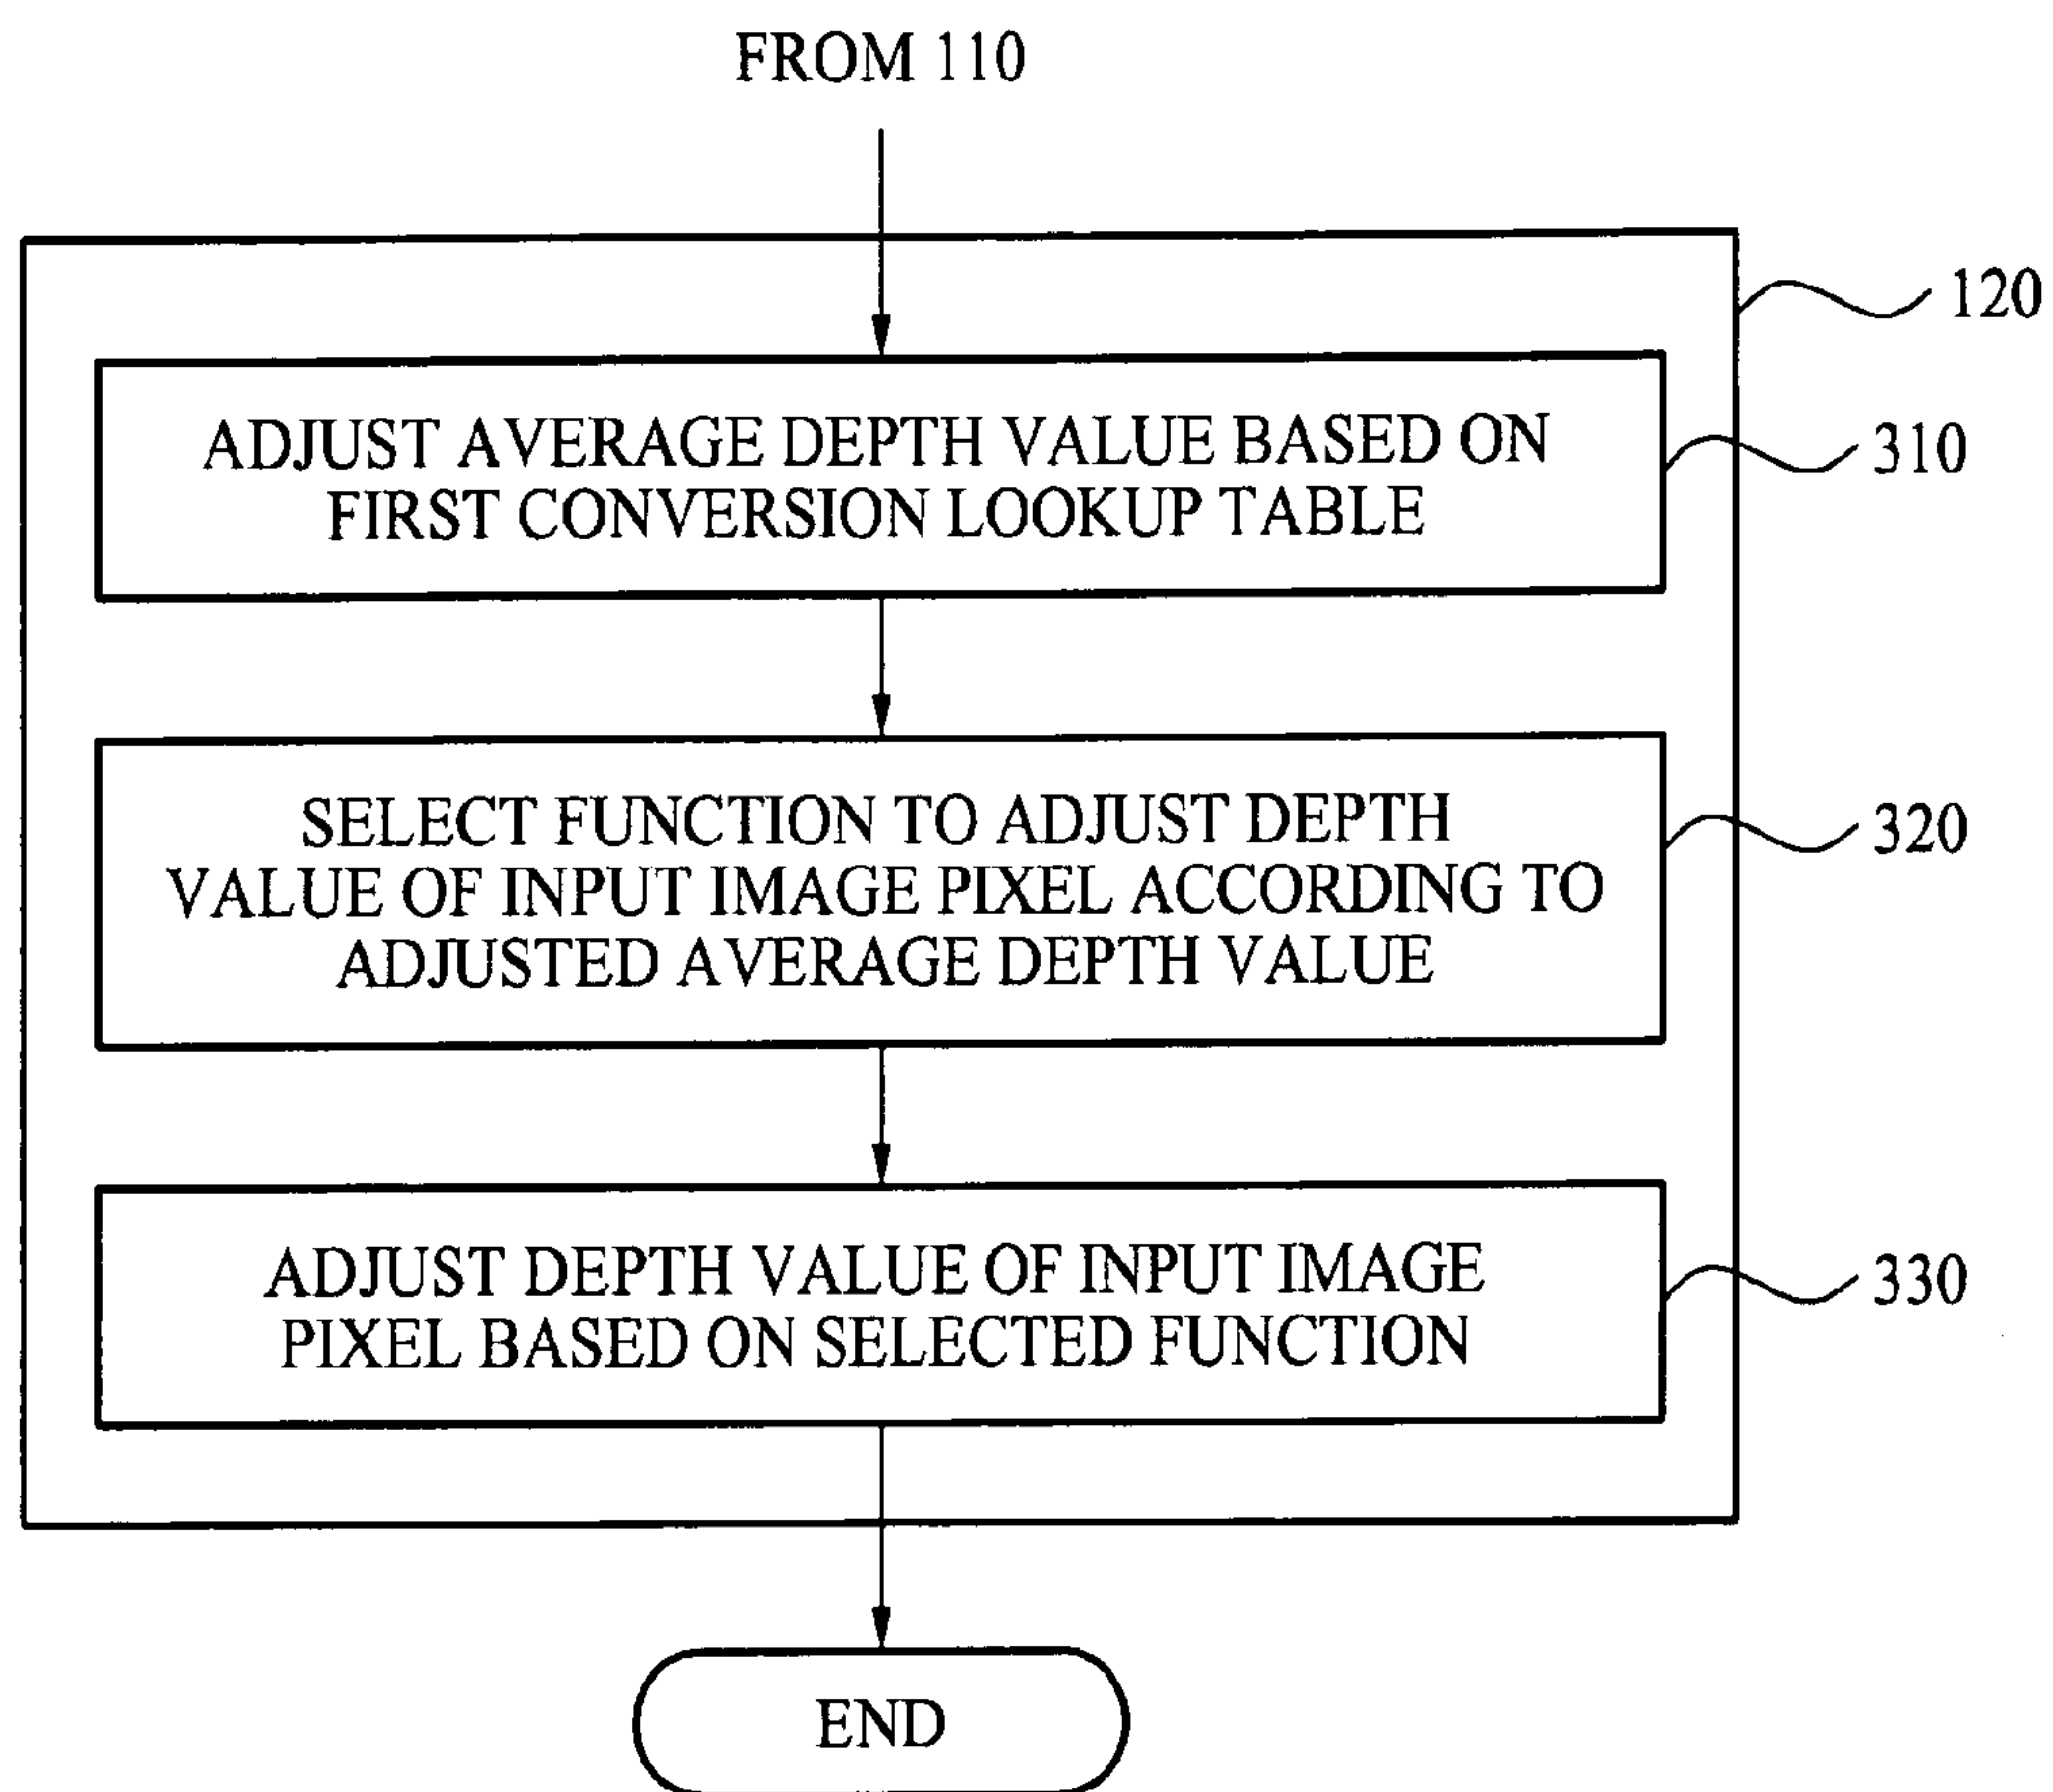 FROM 110
120
ADJUST AVERAGE DEPTH VALUE BASED ON
FIRST CONVERSION LOOKUP TABLE
310
SELECT FUNCTION TO ADJUST DEPTH
VALUE OF INPUT IMAGE PIXEL ACCORDING TO
ADJUSTED AVERAGE DEPTH VALUE
320
ADJUST DEPTH VALUE OF INPUT IMAGE
PIXEL BASED ON SELECTED FUNCTION
330
END